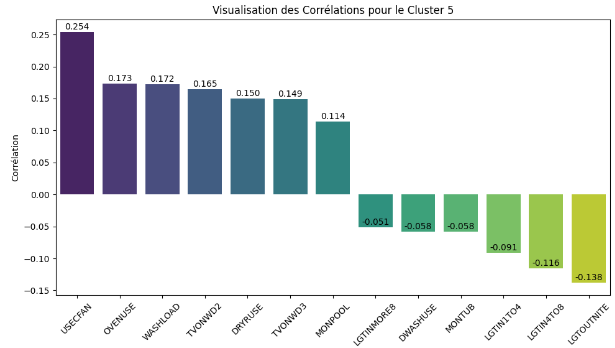 Visualisation des Corrélations pour le Cluster 5
Corrélation
0.25
0.20
0.15
0.10
0.05
0.00
−0.05
−0.10
−0.15
0.254
0.173
0.172
0.165
0.150
0.149
0.114
-0.051
-0.058
-0.058
-0.091
-0.116
-0.138
USECFAN
OVENUSE
WASHLOAD
TVONWD2
DRYRUSE
TVONWD3
MONPOOL
LGTINMORE8
DWASHUSE
MONTUB
LGTIN1TO4
LGTIN4TO8
LGTOUTNITE